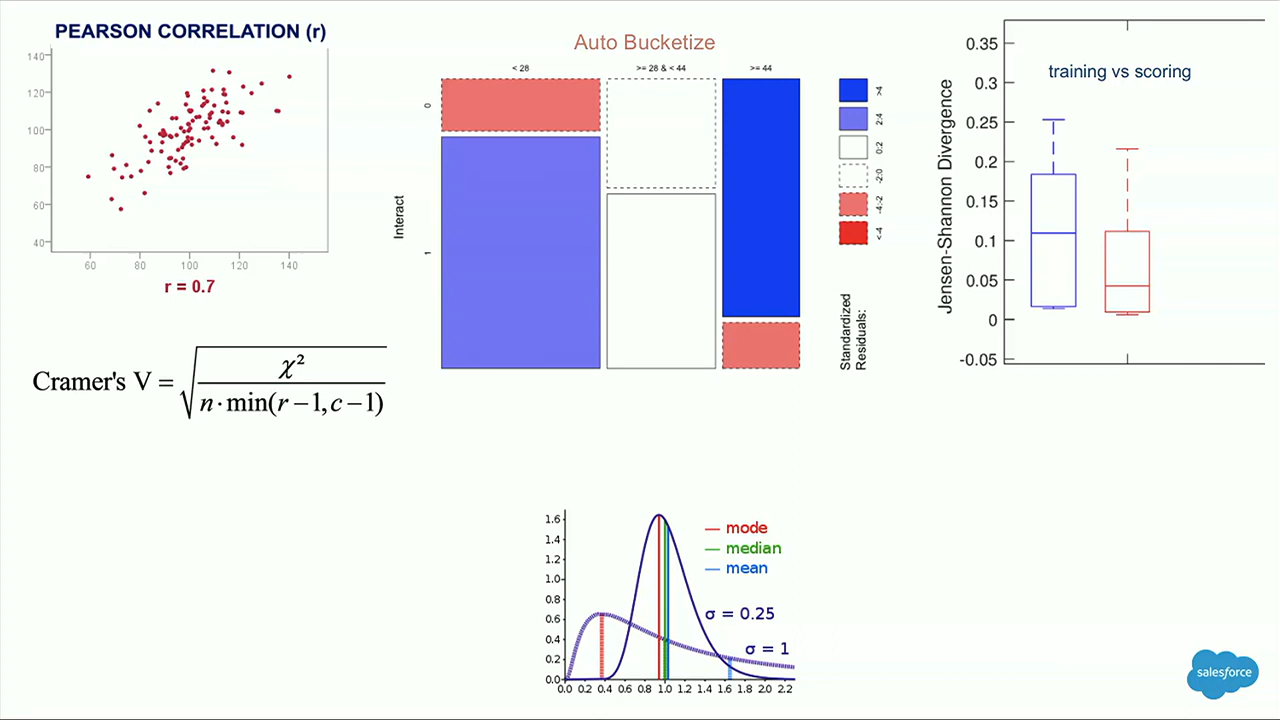 PEARSON CORRELATION (r)
140
120
100
80
60
40
60 80 100 120 140
r = 0.7
Cramer's V = √ χ² / n·min(r−1,c−1)
Auto Bucketize
< 28 >= 28 & < 44 >= 44
0
1
Interact
>4
2:4
0:2
-2:0
-4:-2
<-4
Standardized
Residuals:
training vs scoring
Jensen-Shannon Divergence
0.35
0.3
0.25
0.2
0.15
0.1
0.05
0
-0.05
1.6
1.4
1.2
1.0
0.8
0.6
0.4
0.2
0.0
0.0 0.2 0.4 0.6 0.8 1.0 1.2 1.4 1.6 1.8 2.0 2.2
mode
median
mean
σ = 0.25
σ = 1
salesforce